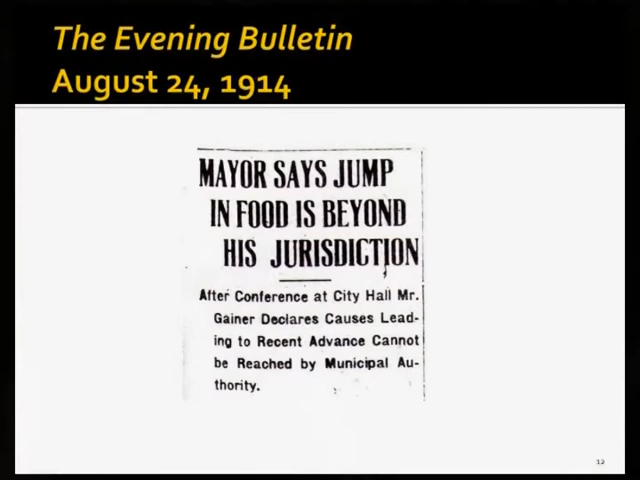 The Evening Bulletin
August 24, 1914
MAYOR SAYS JUMP
IN FOOD IS BEYOND
HIS JURISDICTION
After Conference at City Hall Mr.
Gainer Declares Causes Lead-
ing to Recent Advance Cannot
be Reached by Municipal Au-
thority.
12